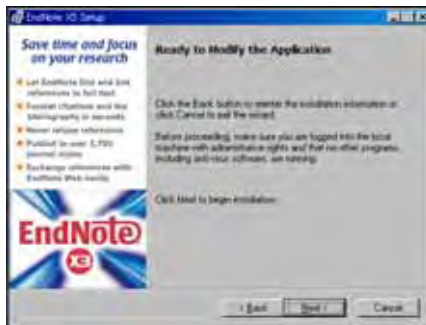 EndNote X3 Setup
Save time and focus
on your research
Let EndNote find and link
references to full text
Format citations and the
bibliography in seconds
Never retype references
Publish in over 3,700
journal styles
Exchange references with
EndNote Web easily
EndNote
X3
Ready to Modify the Application
Click the Back button to reenter the installation information or
click Cancel to exit the wizard.
Before proceeding, make sure you are logged into the local
machine with administrative rights and that no other programs,
including anti-virus software, are running.
Click Next to begin installation.
< Back
Next >
Cancel